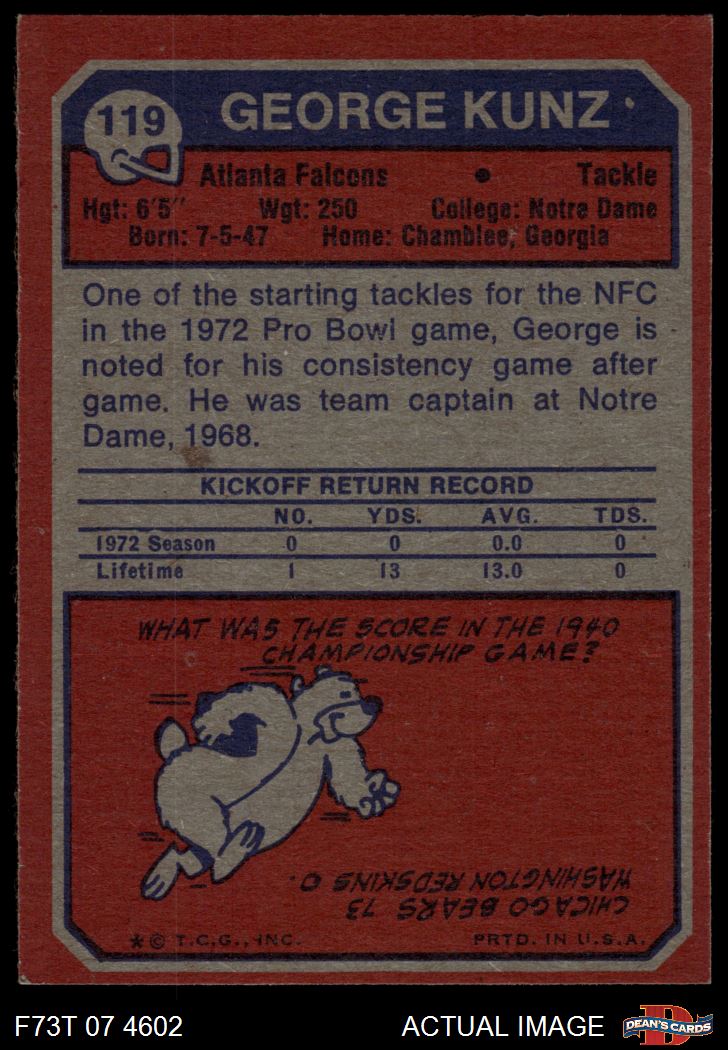 119
GEORGE KUNZ
Atlanta Falcons • Tackle
Hgt: 6'5" Wgt: 250 College: Notre Dame
Born: 7-5-47 Home: Chamblee, Georgia
One of the starting tackles for the NFC
in the 1972 Pro Bowl game, George is
noted for his consistency game after
game. He was team captain at Notre
Dame, 1968.
KICKOFF RETURN RECORD
NO. YDS. AVG. TDS.
1972 Season 0 0 0.0 0
Lifetime 1 13 13.0 0
WHAT WAS THE SCORE IN THE 1940
CHAMPIONSHIP GAME?
CHICAGO BEARS 73
WASHINGTON REDSKINS 0.
* © T.C.G., INC. PRTD. IN U.S.A.
F73T 07 4602 ACTUAL IMAGE
D
DEAN'S CARDS